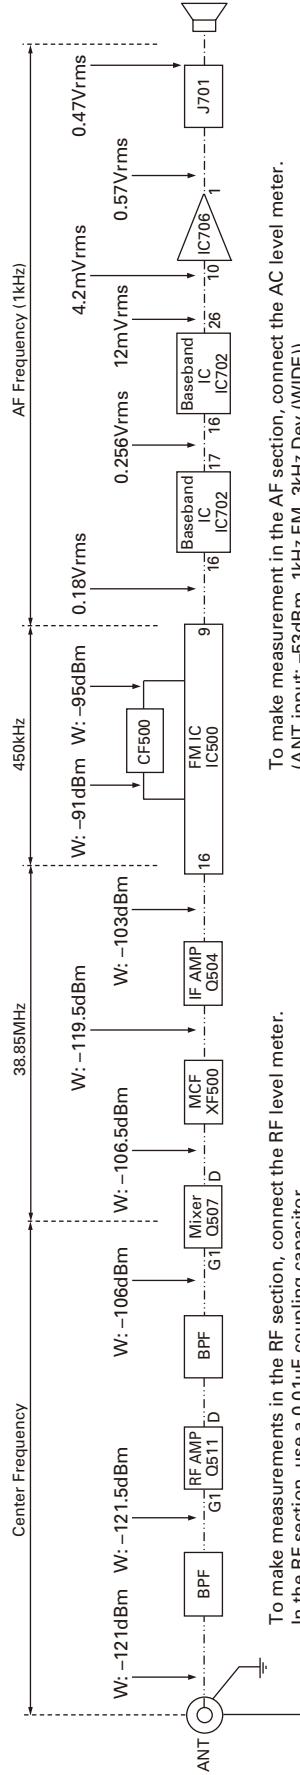 Center Frequency
38.85MHz
450kHz
AF Frequency (1kHz)
W: –121dBm
W: –121.5dBm
W: –106dBm
W: –106.5dBm
W: –119.5dBm
W: –103dBm
W: –91dBm
W: –95dBm
0.18Vrms
0.256Vrms
12mVrms
4.2mVrms
0.57Vrms
0.47Vrms
ANT
BPF
G1
RF AMP
Q511
D
BPF
G1
Mixer
Q507
D
MCF
XF500
IF AMP
Q504
16
CF500
FM IC
IC500
9
16
Baseband
IC
IC702
17
16
Baseband
IC
IC702
26
10
IC706
1
J701
To make measurements in the RF section, connect the RF level meter.
In the RF section, use a 0.01µF coupling capacitor.
To make measurement in the AF section, connect the AC level meter.
(ANT input: –53dBm, 1kHz FM, 3kHz Dev (WIDE))